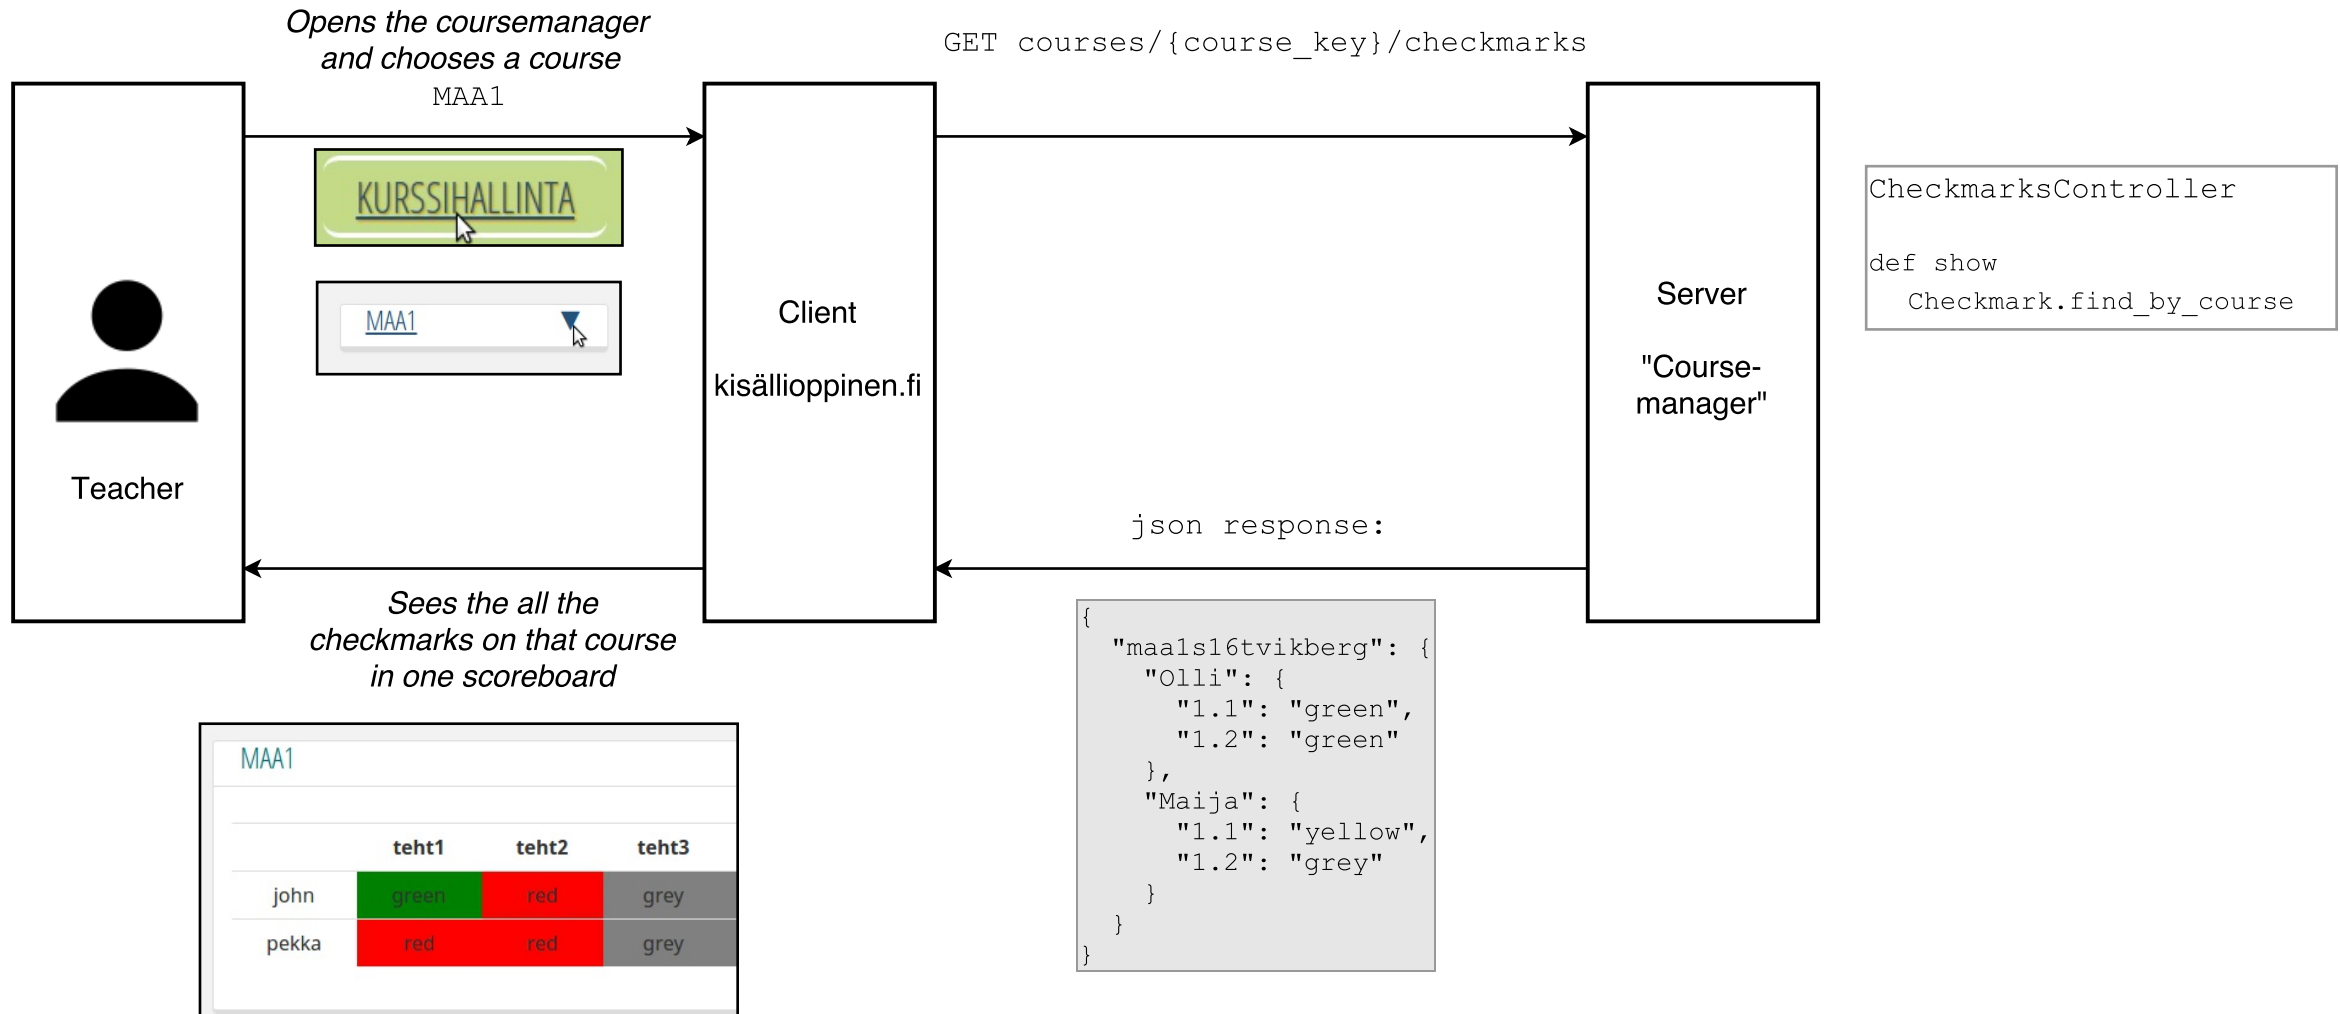 Opens the coursemanager
and chooses a course
MAA1
GET courses/{course_key}/checkmarks
KURSSIHALLINTA
MAA1
Teacher
Client
kisällioppinen.fi
Server
"Course-
manager"
CheckmarksController
def show
Checkmark.find_by_course
json response:
Sees the all the
checkmarks on that course
in one scoreboard
{
"maa1s16tvikberg": {
"Olli": {
"1.1": "green",
"1.2": "green"
},
"Maija": {
"1.1": "yellow",
"1.2": "grey"
}
}
}
MAA1
teht1 teht2 teht3
john green red grey
pekka red red grey